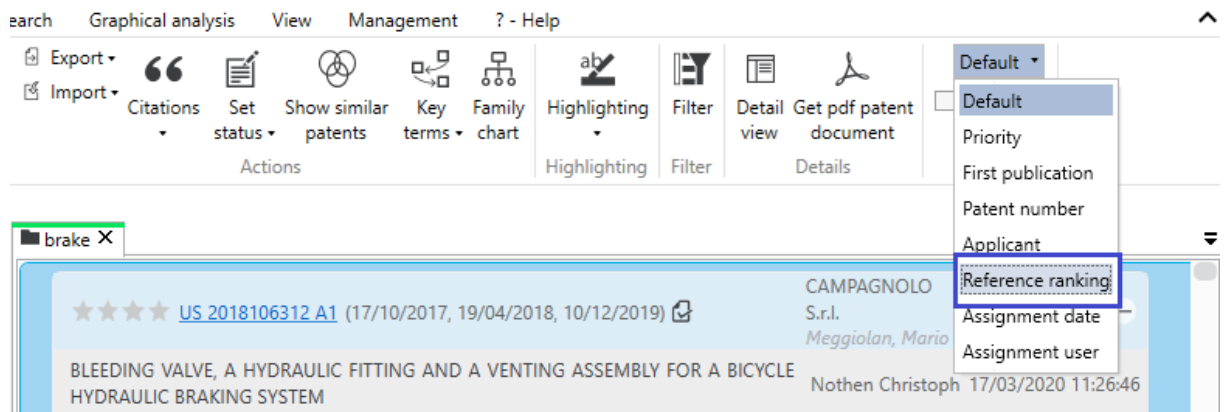 earch Graphical analysis View Management ? - Help
Export
Import
Citations
Set status
Show similar patents
Key terms
Family chart
Actions
Highlighting
Highlighting
Filter
Filter
Detail view
Get pdf patent document
Details
Default
Default
Priority
First publication
Patent number
Applicant
Reference ranking
Assignment date
Assignment user
brake
US 2018106312 A1 (17/10/2017, 19/04/2018, 10/12/2019)
CAMPAGNOLO
S.r.l.
Meggiolan, Mario
BLEEDING VALVE, A HYDRAULIC FITTING AND A VENTING ASSEMBLY FOR A BICYCLE
HYDRAULIC BRAKING SYSTEM
Nothen Christoph 17/03/2020 11:26:46